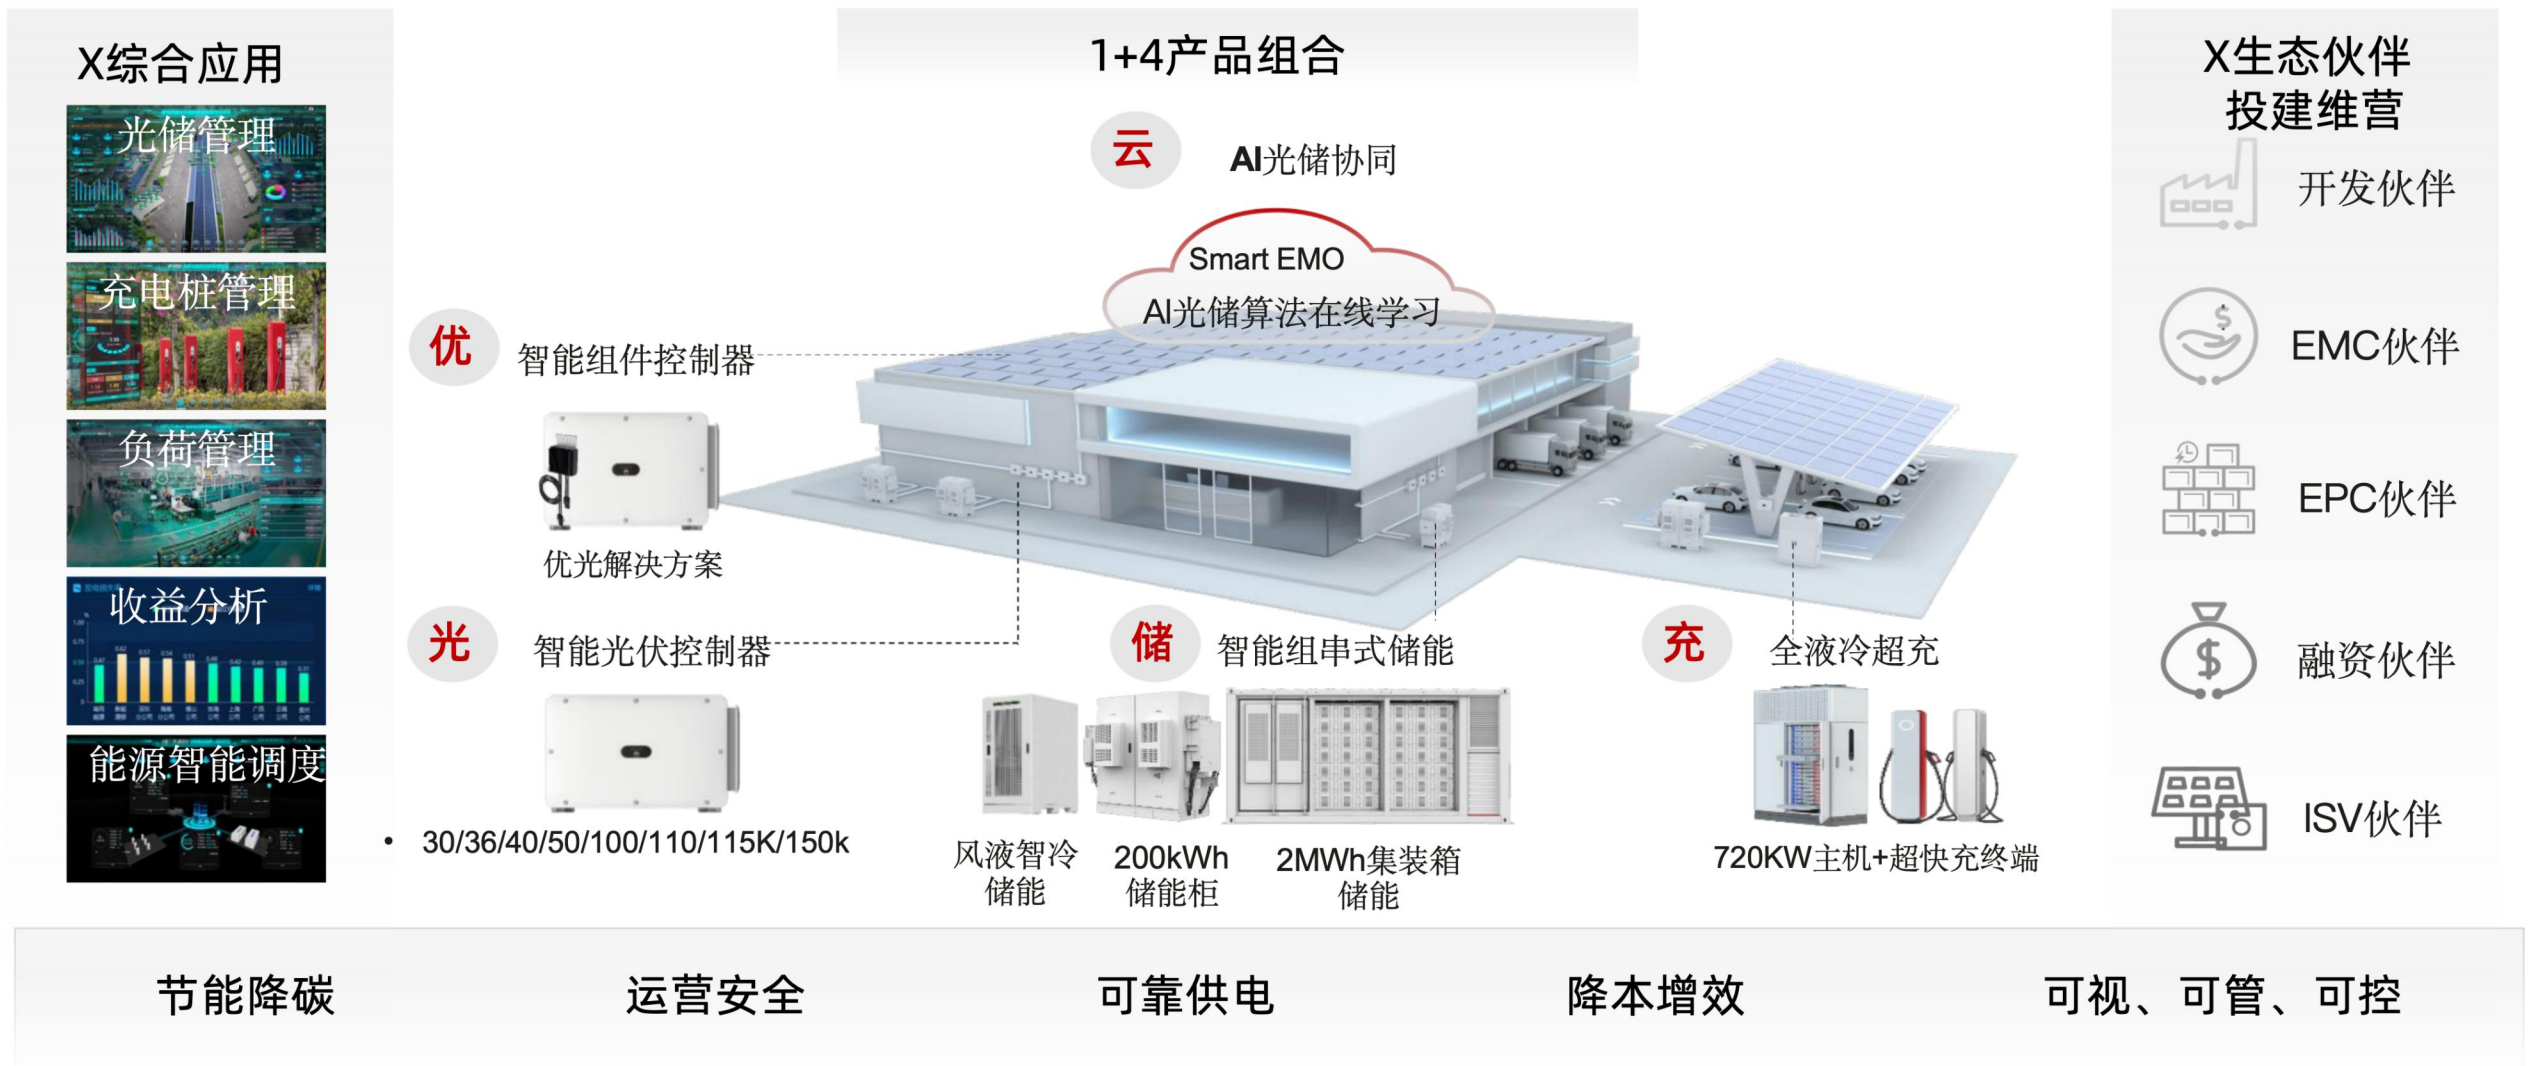 X综合应用
光储管理
充电桩管理
负荷管理
收益分析
能源智能调度
1+4产品组合
云
AI光储协同
Smart EMO
AI光储算法在线学习
优
智能组件控制器
优光解决方案
光
智能光伏控制器
• 30/36/40/50/100/110/115K/150k
储
智能组串式储能
风液智冷
储能
200kWh
储能柜
2MWh集装箱
储能
充
全液冷超充
720KW主机+超快充终端
X生态伙伴
投建维营
开发伙伴
EMC伙伴
EPC伙伴
融资伙伴
ISV伙伴
节能降碳
运营安全
可靠供电
降本增效
可视、可管、可控